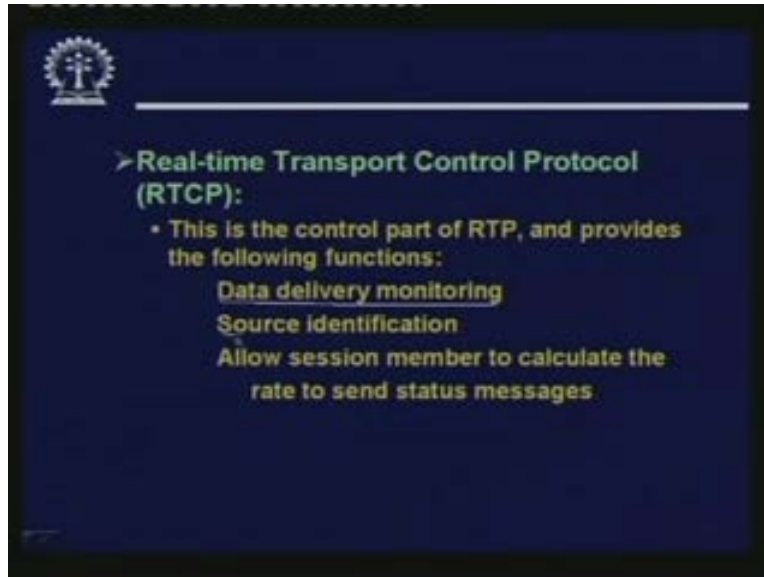 ➢Real-time Transport Control Protocol
(RTCP):
▪ This is the control part of RTP, and provides
the following functions:
Data delivery monitoring
Source identification
Allow session member to calculate the
rate to send status messages